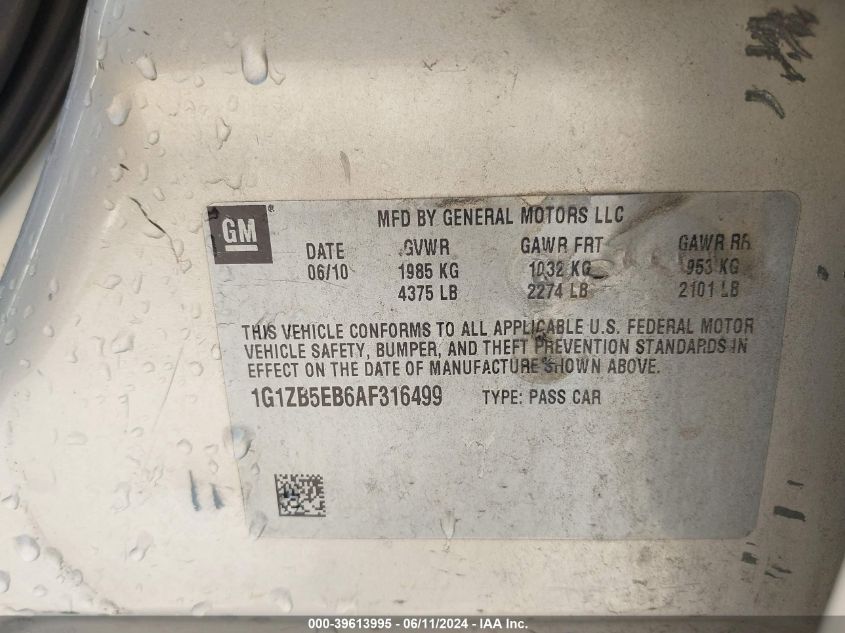 GM ®
MFD BY GENERAL MOTORS LLC
DATE GVWR GAWR FRT GAWR RR
06/10 1985 KG 1032 KG 953 KG
4375 LB 2274 LB 2101 LB
THIS VEHICLE CONFORMS TO ALL APPLICABLE U.S. FEDERAL MOTOR
VEHICLE SAFETY, BUMPER, AND THEFT PREVENTION STANDARDS IN
EFFECT ON THE DATE OF MANUFACTURE SHOWN ABOVE.
1G1ZB5EB6AF316499 TYPE: PASS CAR
000-39613995 - 06/11/2024 - IAA Inc.